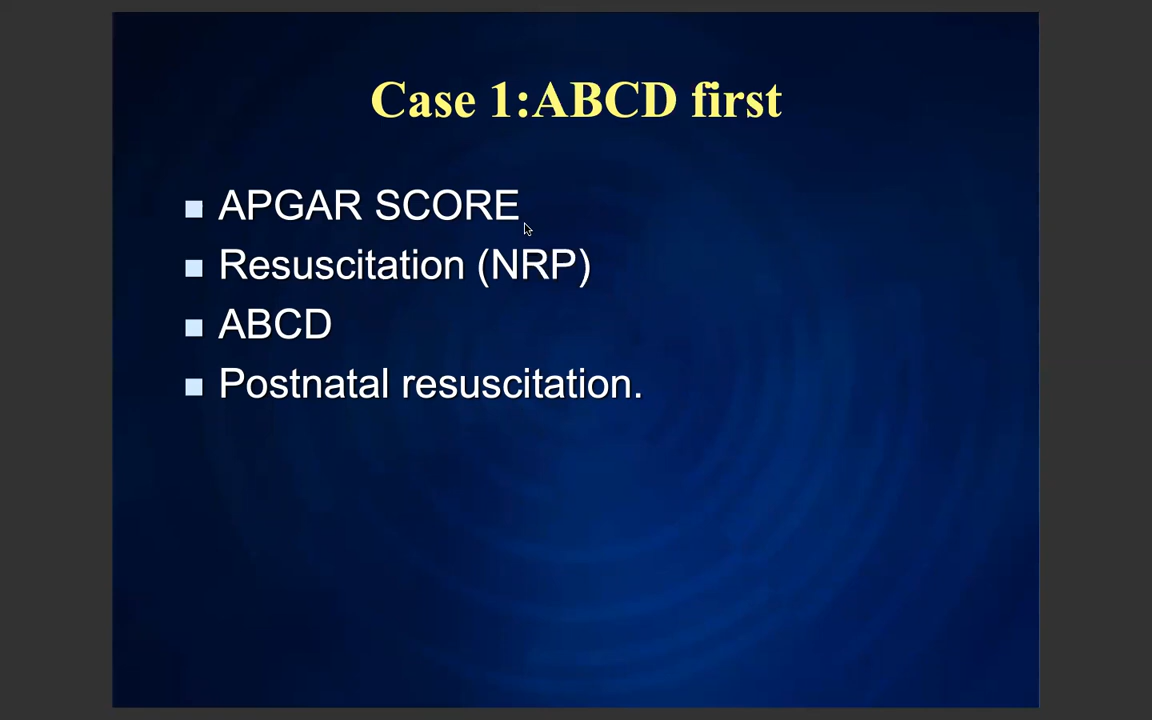 Case 1:ABCD first
APGAR SCORE
Resuscitation (NRP)
ABCD
Postnatal resuscitation.